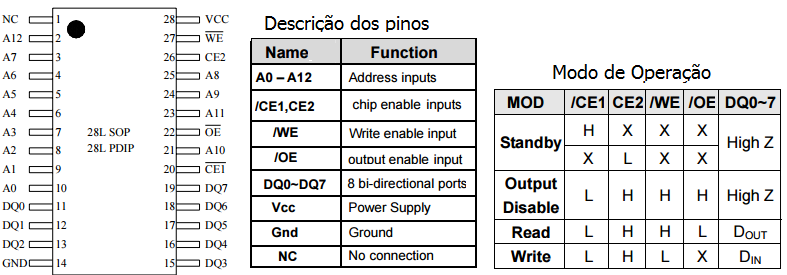 NC 1 28 VCC
A12 2 27 WE
A7 3 26 CE2
A6 4 25 A8
A5 5 24 A9
A4 6 23 A11
A3 7 28L SOP 22 OE
A2 8 28L PDIP 21 A10
A1 9 20 CE1
A0 10 19 DQ7
DQ0 11 18 DQ6
DQ1 12 17 DQ5
DQ2 13 16 DQ4
GND 14 15 DQ3
Descrição dos pinos
Name Function
A0 – A12 Address inputs
/CE1,CE2 chip enable inputs
/WE Write enable input
/OE output enable input
DQ0~DQ7 8 bi-directional ports
Vcc Power Supply
Gnd Ground
NC No connection
Modo de Operação
MOD /CE1 CE2 /WE /OE DQ0~7
Standby H X X X High Z
X L X X
Output Disable L H H H High Z
Read L H H L DOUT
Write L H L X DIN